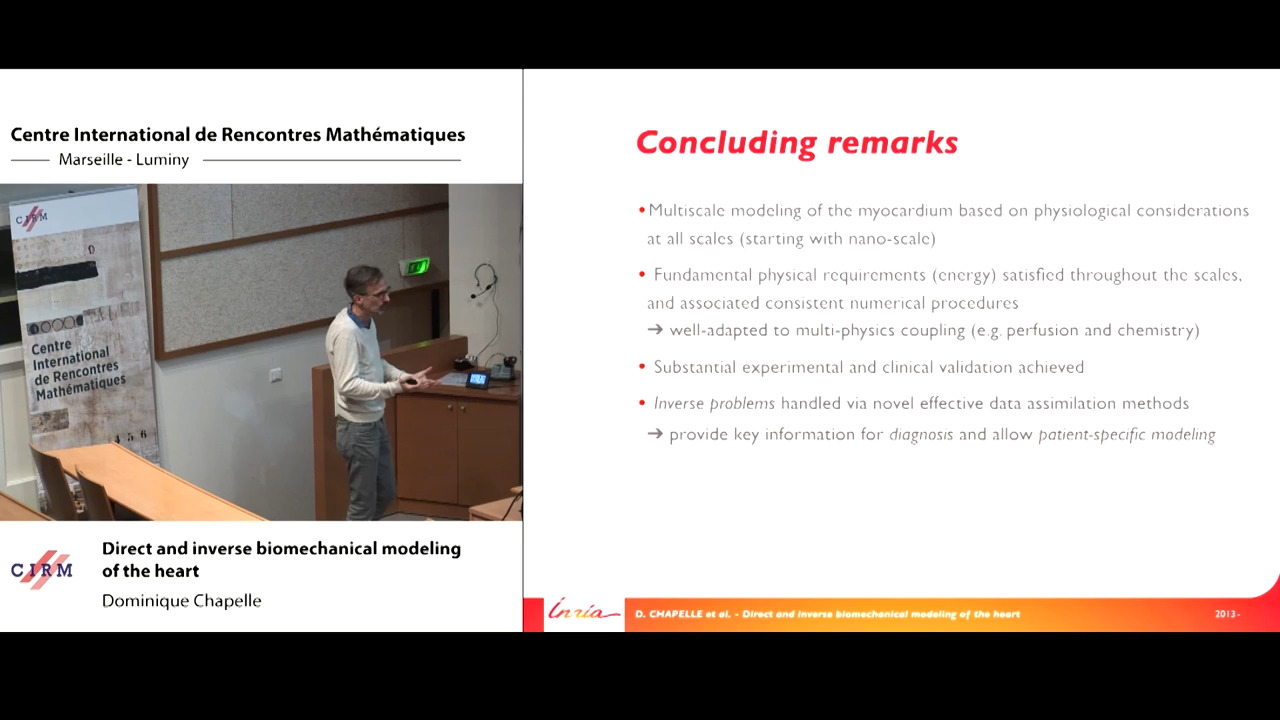 Centre International de Rencontres Mathématiques
Marseille - Luminy
CIRM
Centre
International
de Rencontres
Mathématiques
4 5 6
CIRM
Direct and inverse biomechanical modeling
of the heart
Dominique Chapelle
Concluding remarks
•Multiscale modeling of the myocardium based on physiological considerations
at all scales (starting with nano-scale)
• Fundamental physical requirements (energy) satisfied throughout the scales,
and associated consistent numerical procedures
➔ well-adapted to multi-physics coupling (e.g. perfusion and chemistry)
• Substantial experimental and clinical validation achieved
• Inverse problems handled via novel effective data assimilation methods
➔ provide key information for diagnosis and allow patient-specific modeling
Inria
D. CHAPELLE et al. - Direct and inverse biomechanical modeling of the heart
2013-